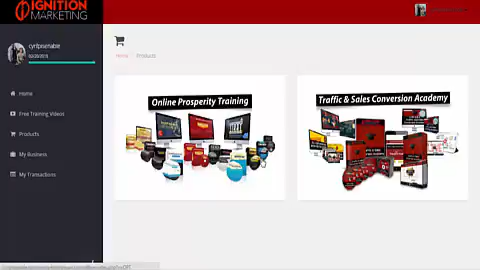 IGNITION
MARKETING
Home
Free Training Videos
Products
My Business
My Transactions
Home / Products
Online Prosperity Training
Traffic & Sales Conversion Academy